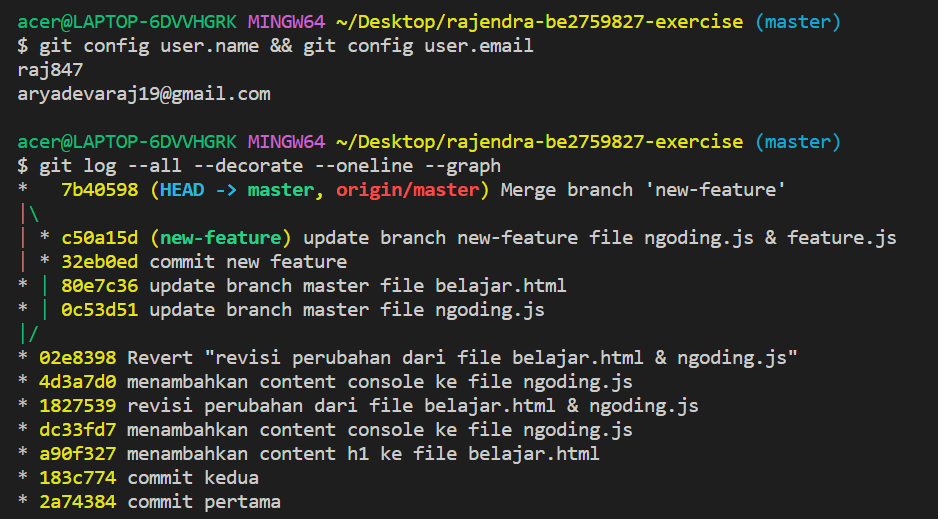 acer@LAPTOP-6DVVHGRK MINGW64 ~/Desktop/rajendra-be2759827-exercise (master)
$ git config user.name && git config user.email
raj847
aryadevaraj19@gmail.com
acer@LAPTOP-6DVVHGRK MINGW64 ~/Desktop/rajendra-be2759827-exercise (master)
$ git log --all --decorate --oneline --graph
*   7b40598 (HEAD -> master, origin/master) Merge branch 'new-feature'
|\
| * c50a15d (new-feature) update branch new-feature file ngoding.js & feature.js
| * 32eb0ed commit new feature
* | 80e7c36 update branch master file belajar.html
* | 0c53d51 update branch master file ngoding.js
|/
* 02e8398 Revert "revisi perubahan dari file belajar.html & ngoding.js"
* 4d3a7d0 menambahkan content console ke file ngoding.js
* 1827539 revisi perubahan dari file belajar.html & ngoding.js
* dc33fd7 menambahkan content console ke file ngoding.js
* a90f327 menambahkan content h1 ke file belajar.html
* 183c774 commit kedua
* 2a74384 commit pertama